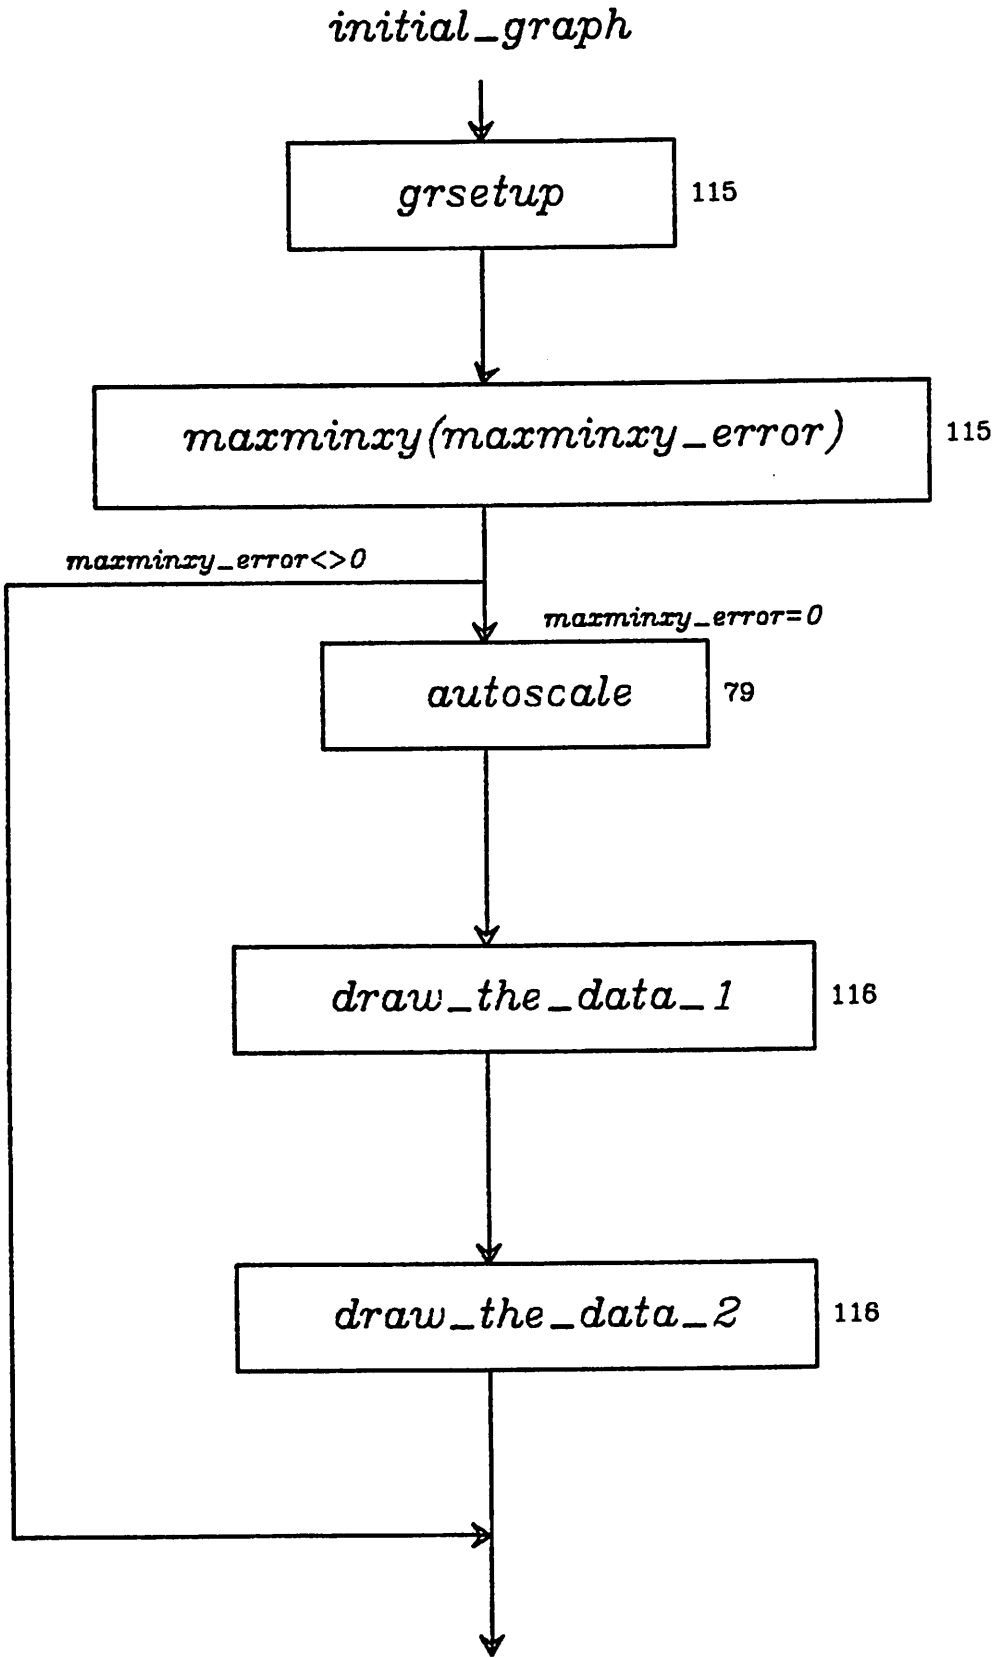 initial_graph
grsetup 115
maxminxy(maxminxy_error) 115
maxminxy_error<>0
maxminxy_error=0
autoscale 79
draw_the_data_1 116
draw_the_data_2 116